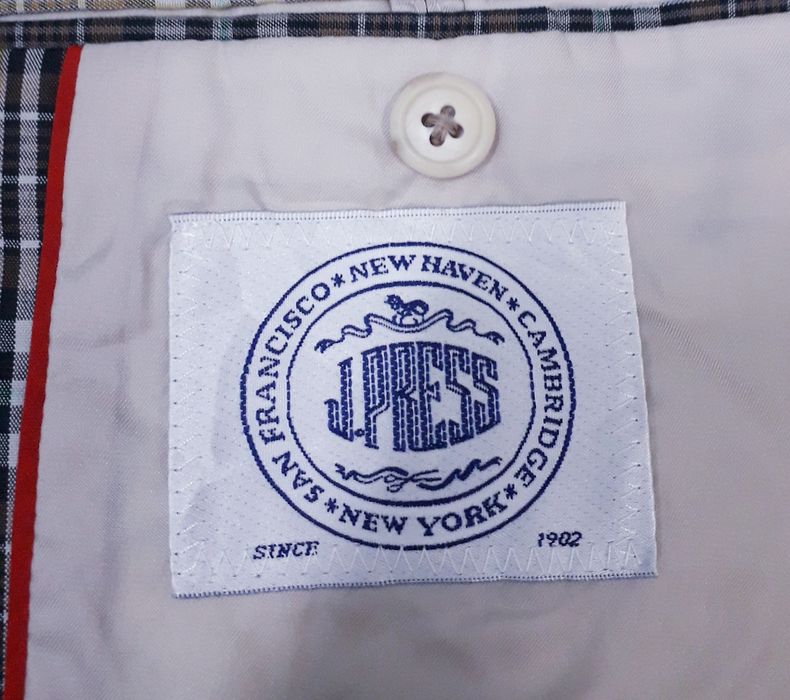 SAN FRANCISCO * NEW HAVEN * CAMBRIDGE
J.PRESS
* NEW YORK *
SINCE 1902